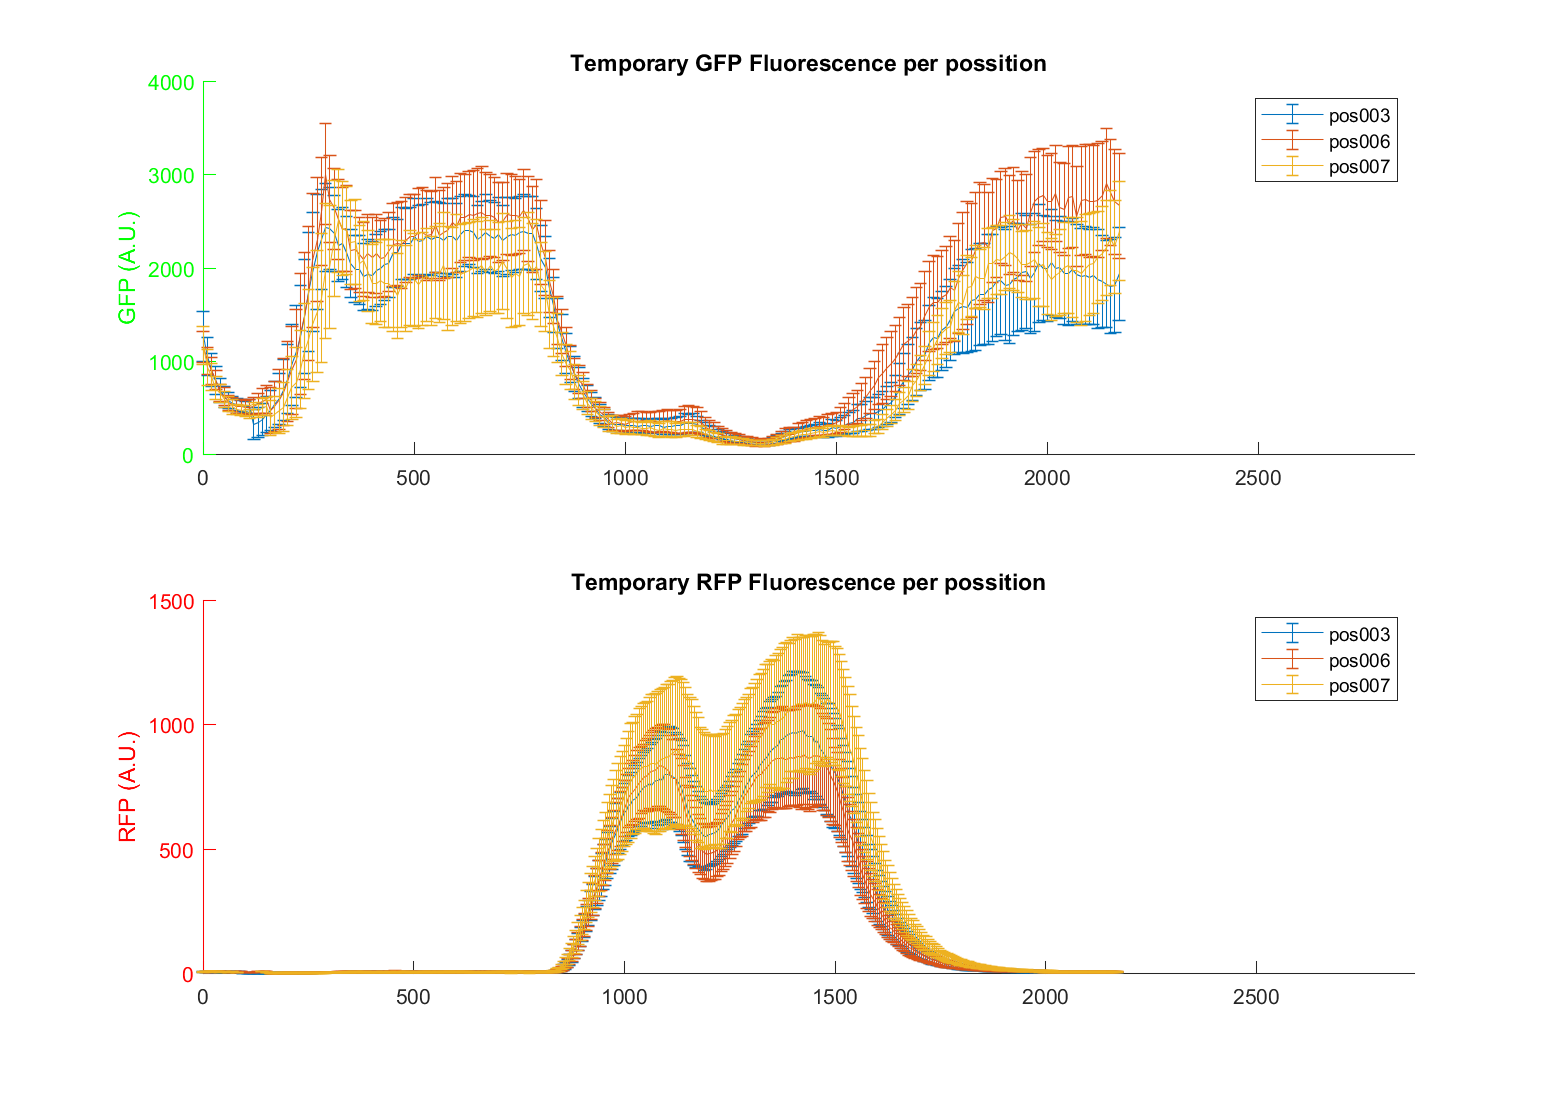 Temporary GFP Fluorescence per possition
GFP (A.U.)
4000
3000
2000
1000
0
0 500 1000 1500 2000 2500
pos003
pos006
pos007
Temporary RFP Fluorescence per possition
RFP (A.U.)
1500
1000
500
0
0 500 1000 1500 2000 2500
pos003
pos006
pos007